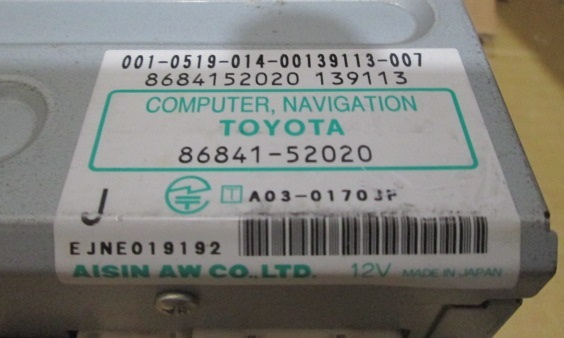 001-0519-014-00139113-007
8684152020 139113
COMPUTER, NAVIGATION
TOYOTA
86841-52020
J T A03-0170JP
EJNE019192
AISIN AW CO., LTD. 12V MADE IN JAPAN